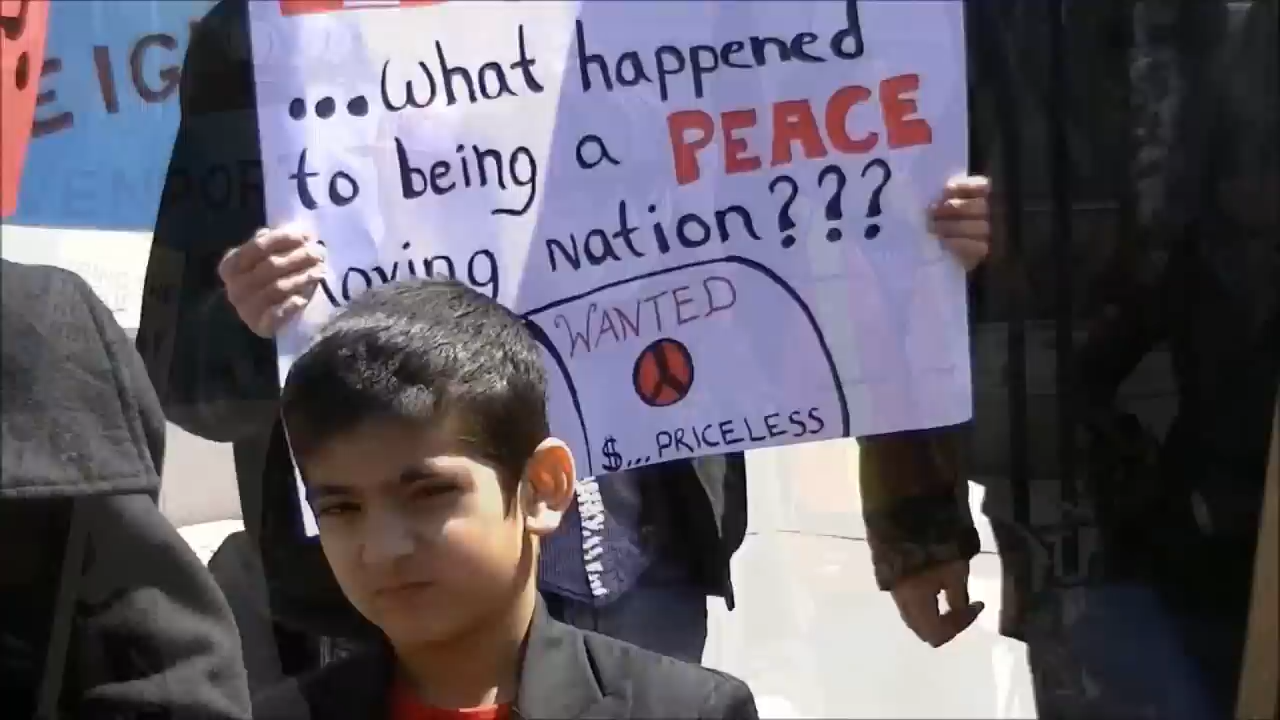 ...What happened
to being a PEACE
loving Nation???
WANTED
$...PRICELESS